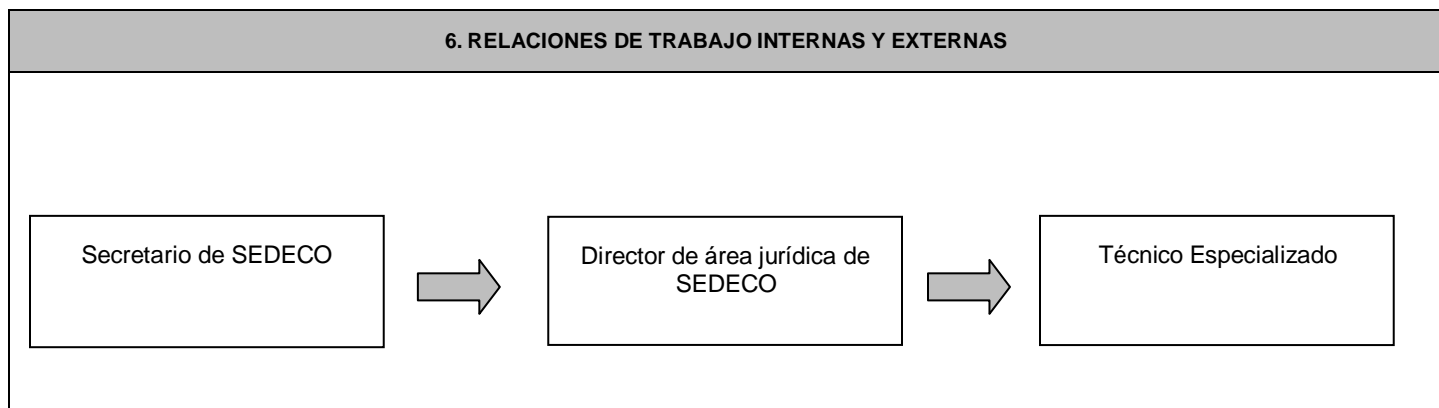 6. RELACIONES DE TRABAJO INTERNAS Y EXTERNAS
Secretario de SEDECO
Director de área jurídica de
SEDECO
Técnico Especializado